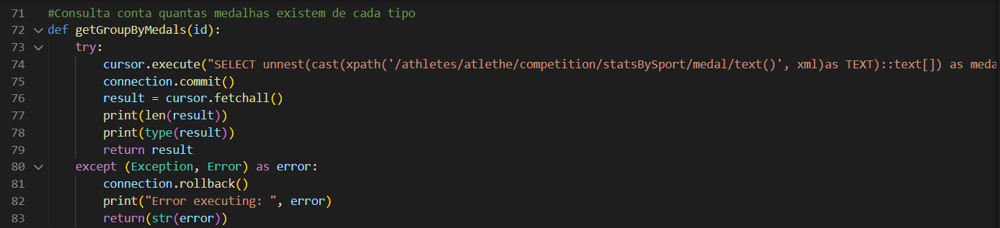 71 #Consulta conta quantas medalhas existem de cada tipo
72 def getGroupByMedals(id):
73 try:
74 cursor.execute("SELECT unnest(cast(xpath('/athletes/atlethe/competition/statsBySport/medal/text()', xml)as TEXT)::text[]) as meda
75 connection.commit()
76 result = cursor.fetchall()
77 print(len(result))
78 print(type(result))
79 return result
80 except (Exception, Error) as error:
81 connection.rollback()
82 print("Error executing: ", error)
83 return(str(error))